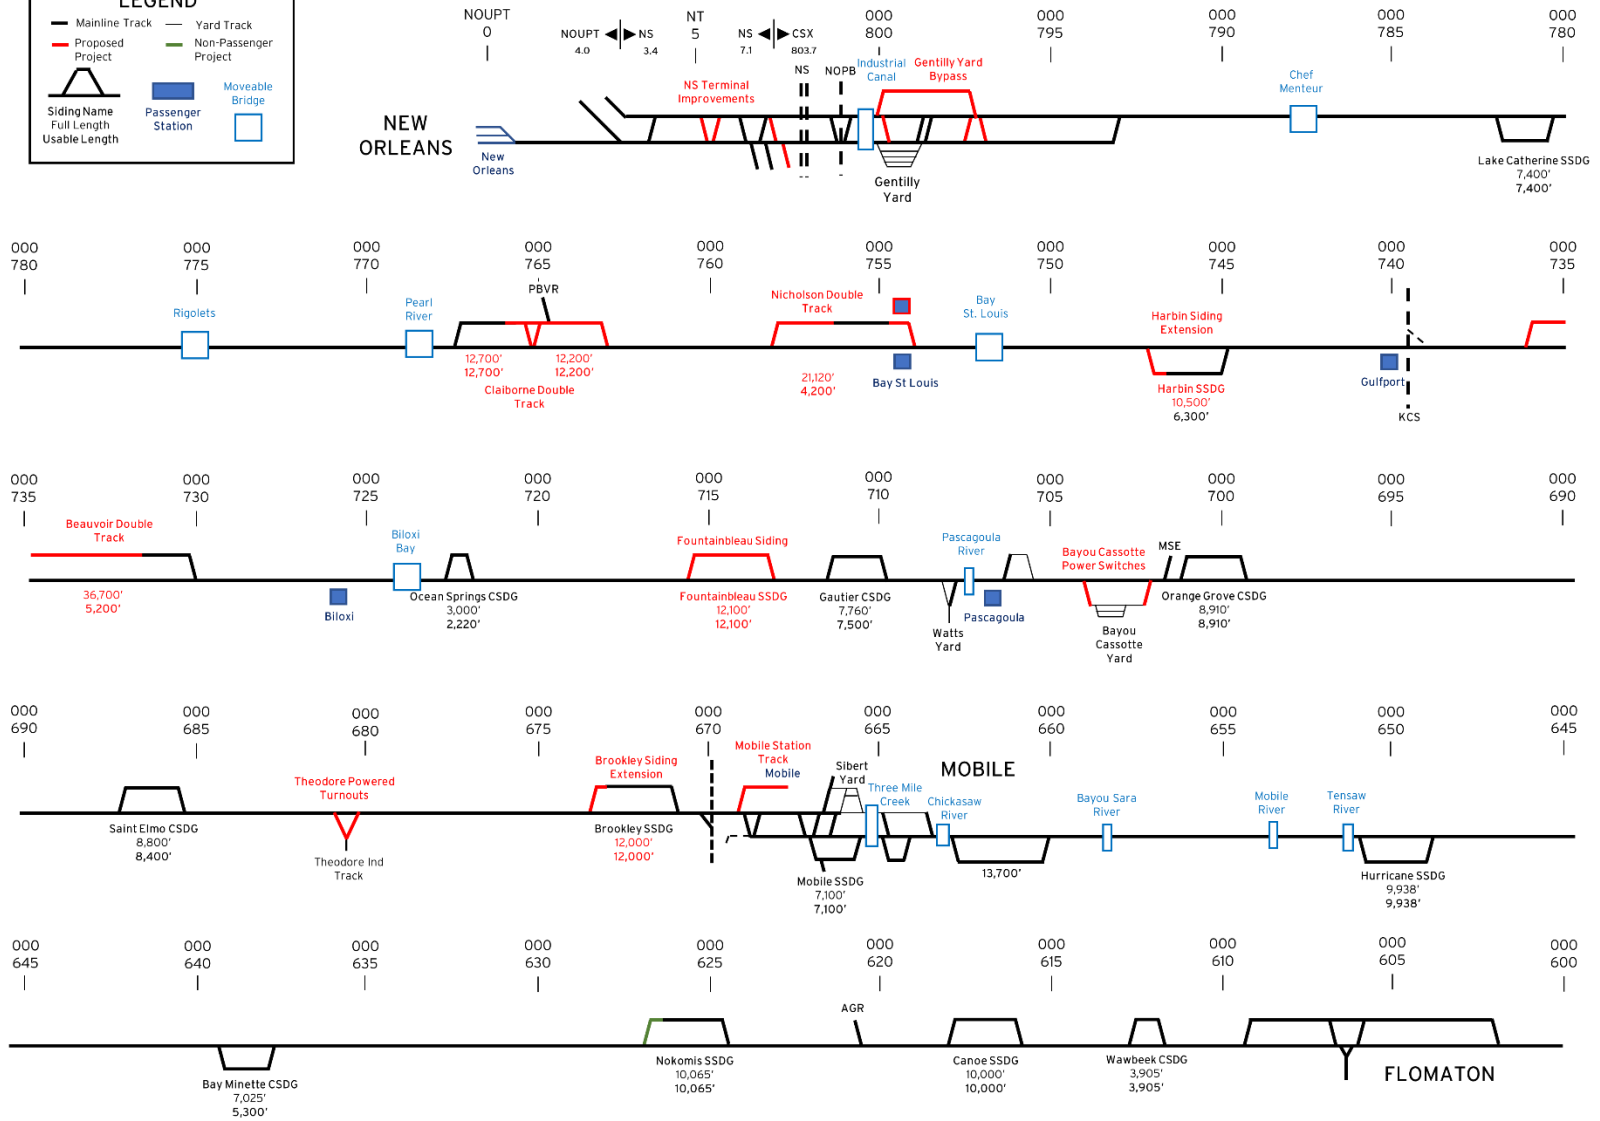 LEGEND
Mainline Track
Yard Track
Proposed
Project
Non-Passenger
Project
Siding Name
Full Length
Usable Length
Passenger
Station
Moveable
Bridge
NOUPT
0
NOUPT
4.0
NS
3.4
NT
5
NS
7.1
CSX
803.7
000
800
000
795
000
790
000
785
000
780
NS
NOPB
Industrial
Canal
Gentilly Yard
Bypass
Chef
Menteur
NS Terminal
Improvements
NEW
ORLEANS
New
Orleans
Gentilly
Yard
Lake Catherine SSDG
7,400'
7,400'
000
780
000
775
000
770
000
765
000
760
000
755
000
750
000
745
000
740
000
735
Rigolets
Pearl
River
PBVR
Nicholson Double
Track
Bay
St. Louis
Harbin Siding
Extension
12,700'
12,700'
12,200'
12,200'
Claiborne Double
Track
21,120'
4,200'
Bay St Louis
Harbin SSDG
10,500'
6,300'
Gulfport
KCS
000
735
000
730
000
725
000
720
000
715
000
710
000
705
000
700
000
695
000
690
Beauvoir Double
Track
Biloxi
Bay
Fountainbleau Siding
Pascagoula
River
Bayou Cassotte
Power Switches
MSE
36,700'
5,200'
Biloxi
Ocean Springs CSDG
3,000'
2,220'
Fountainbleau SSDG
12,100'
12,100'
Gautier CSDG
7,760'
7,500'
Watts
Yard
Pascagoula
Bayou
Cassotte
Yard
Orange Grove CSDG
8,910'
8,910'
000
690
000
685
000
680
000
675
000
670
000
665
000
660
000
655
000
650
000
645
Theodore Powered
Turnouts
Brookley Siding
Extension
Mobile Station
Track
Mobile
Sibert
Yard
MOBILE
Three Mile
Creek
Chickasaw
River
Bayou Sara
River
Mobile
River
Tensaw
River
Saint Elmo CSDG
8,800'
8,400'
Theodore Ind
Track
Brookley SSDG
12,000'
12,000'
Mobile SSDG
7,100'
7,100'
13,700'
Hurricane SSDG
9,938'
9,938'
000
645
000
640
000
635
000
630
000
625
000
620
000
615
000
610
000
605
000
600
AGR
Bay Minette CSDG
7,025'
5,300'
Nokomis SSDG
10,065'
10,065'
Canoe SSDG
10,000'
10,000'
Wawbeek CSDG
3,905'
3,905'
FLOMATON